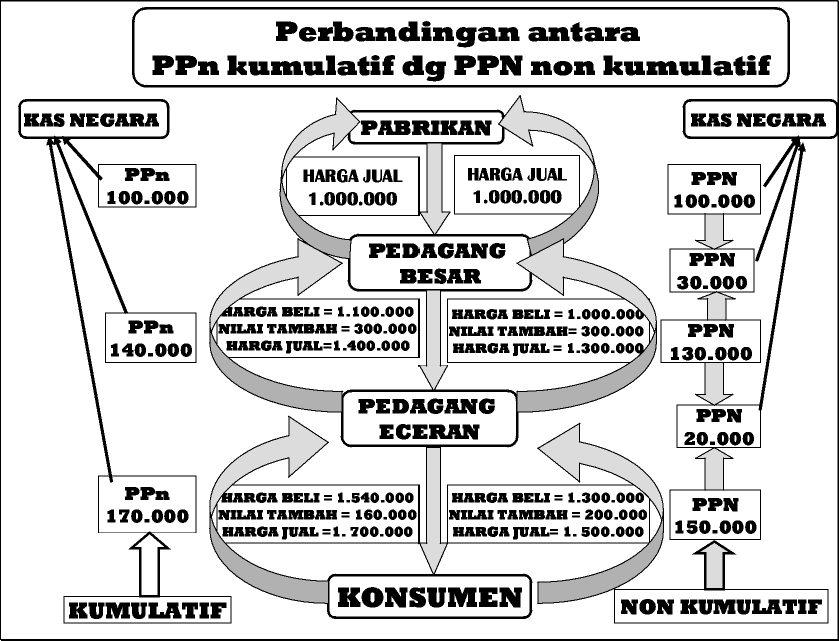 Perbandingan antara
PPn kumulatif dg PPN non kumulatif
KAS NEGARA
PABRIKAN
KAS NEGARA
PPn
100.000
HARGA JUAL
1.000.000
HARGA JUAL
1.000.000
PPN
100.000
PEDAGANG
BESAR
PPN
30.000
PPn
140.000
HARGA BELI = 1.100.000
NILAI TAMBAH = 300.000
HARGA JUAL=1.400.000
HARGA BELI = 1.000.000
NILAI TAMBAH= 300.000
HARGA JUAL = 1.300.000
PPN
130.000
PEDAGANG
ECERAN
PPN
20.000
PPn
170.000
HARGA BELI = 1.540.000
NILAI TAMBAH = 160.000
HARGA JUAL =1. 700.000
HARGA BELI = 1.300.000
NILAI TAMBAH = 200.000
HARGA JUAL= 1. 500.000
PPN
150.000
KUMULATIF
KONSUMEN
NON KUMULATIF